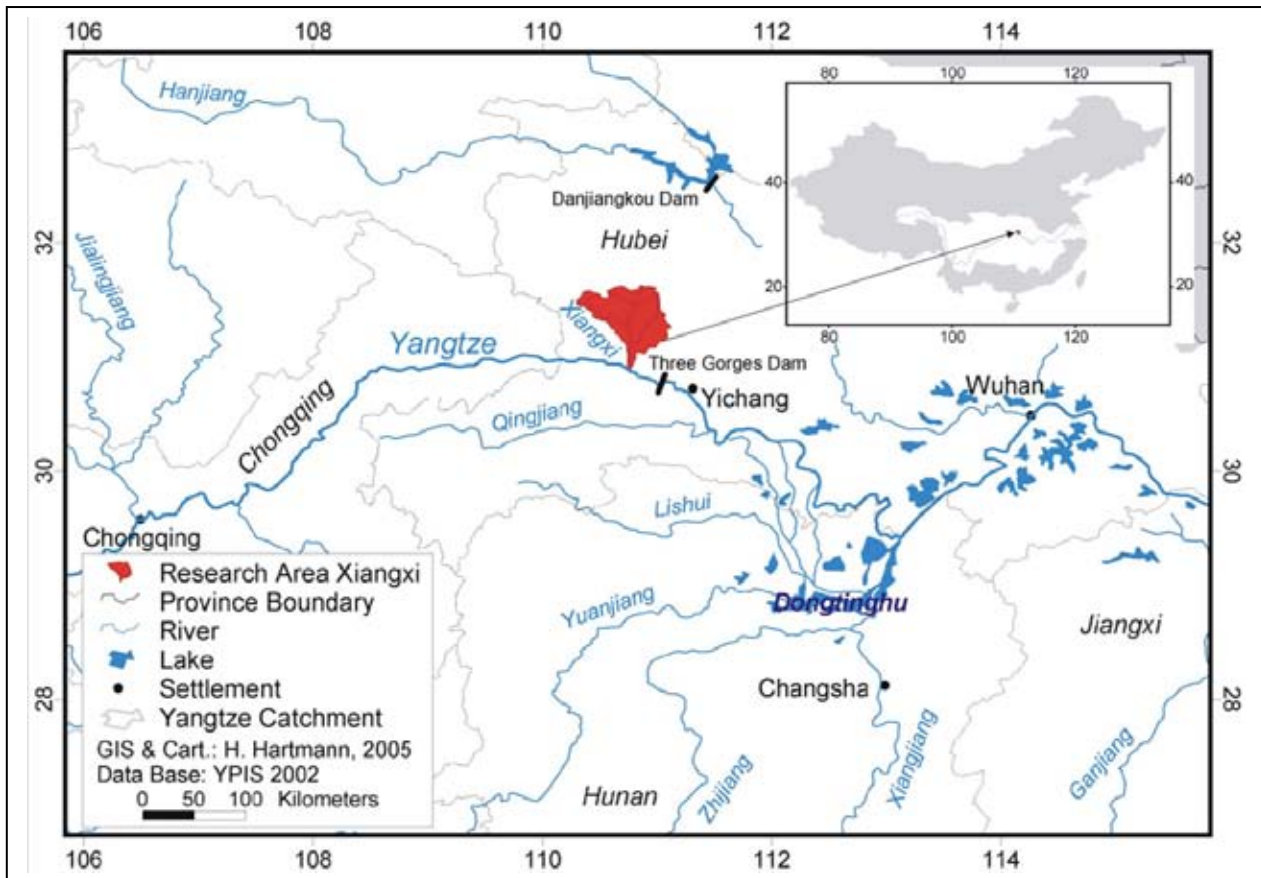 106 108 110 112 114
80 100 120
Hanjiang
40 40
Danjiangkou Dam
Jialingjiang
32 Hubei 32
20 20
80 100 120
Xiangxi
Yangtze
Three Gorges Dam
Yichang
Wuhan
Chongqing
Qingjiang
30 30
Lishui
Chongqing
Research Area Xiangxi
Province Boundary
River
Lake
Settlement
Yangtze Catchment
GIS & Cart.: H. Hartmann, 2005
Data Base: YPIS 2002
0 50 100 Kilometers
Yuanjiang
Dongtinghu
Jiangxi
Changsha
28 28
Hunan
Zhijiang
Xiangjiang
Ganjiang
106 108 110 112 114